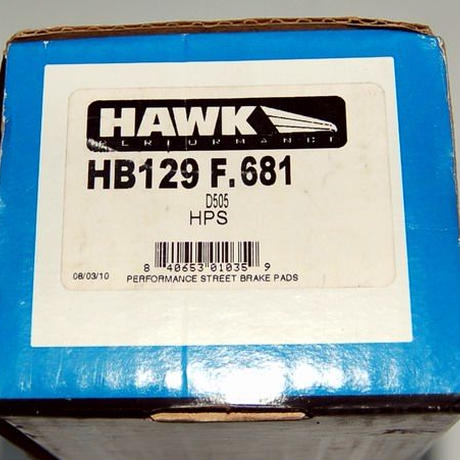 HAWK
PERFORMANCE
HB129 F.681
D505
HPS
8 40653 01035 9
08/03/10 PERFORMANCE STREET BRAKE PADS